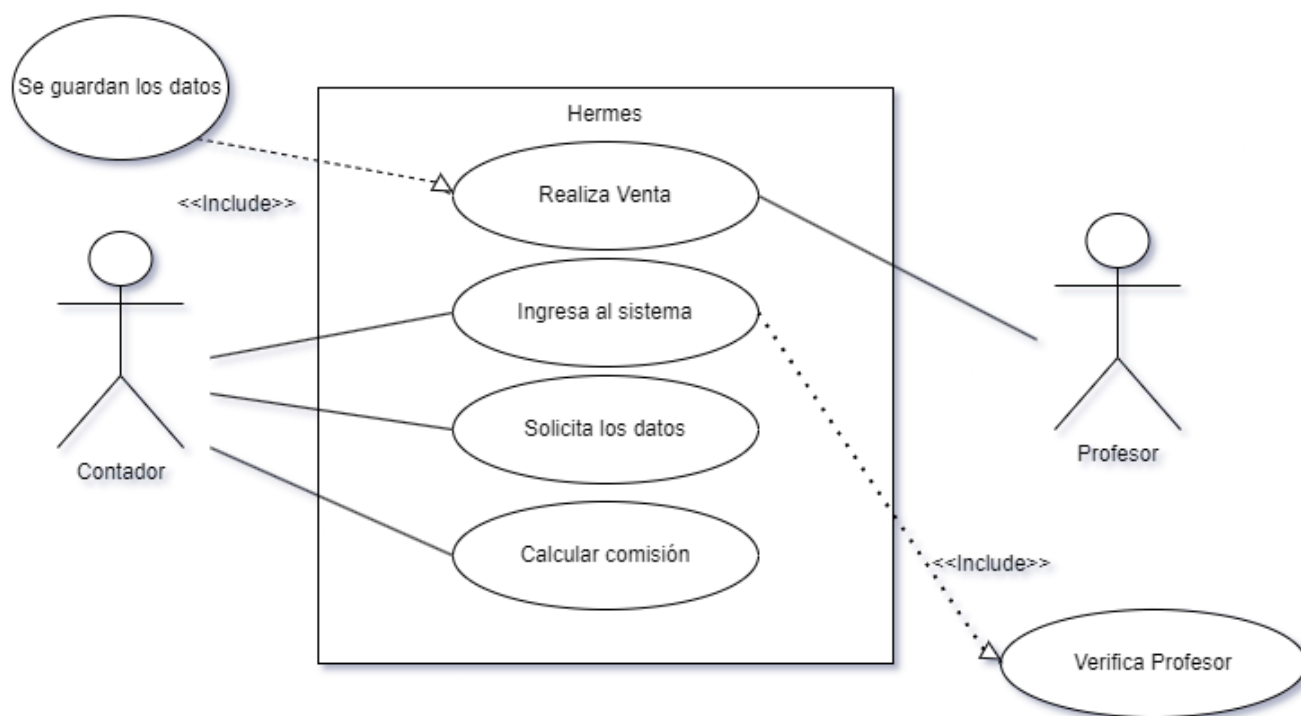 Se guardan los datos
Hermes
Realiza Venta
<<Include>>
Ingresa al sistema
Solicita los datos
Contador
Profesor
Calcular comisión
<<Include>>
Verifica Profesor